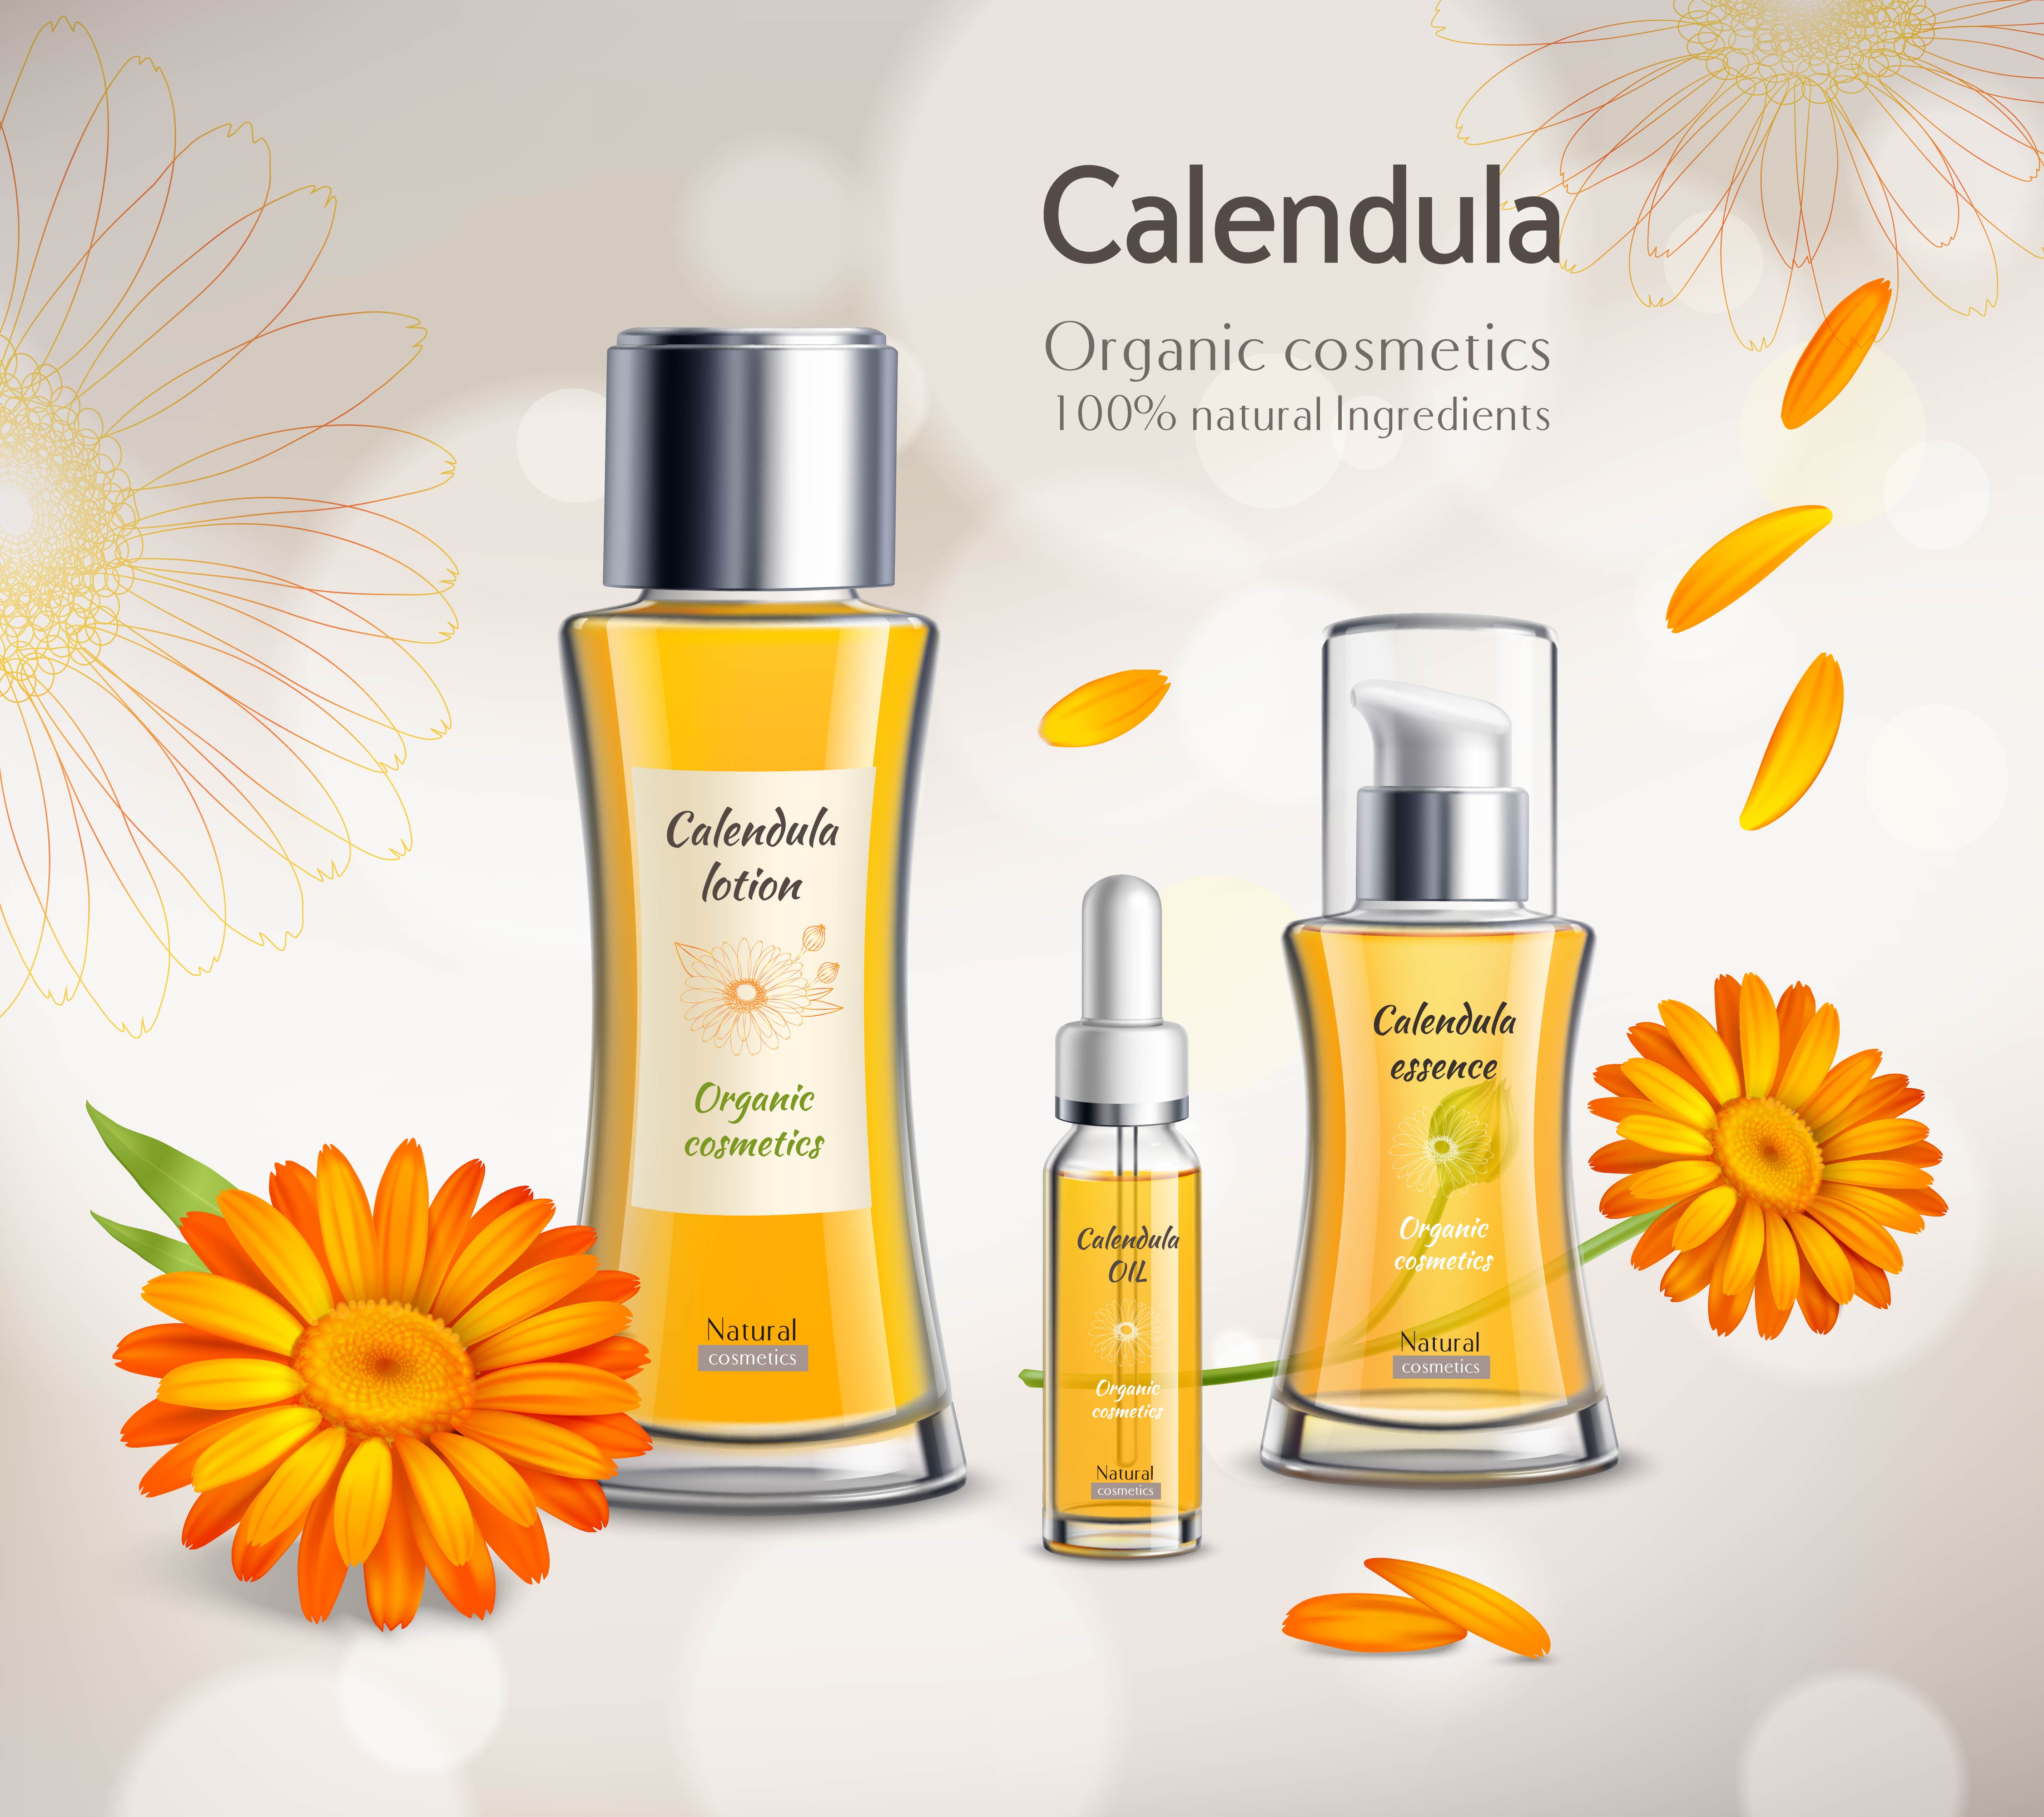 Calendula
Organic cosmetics
100% natural Ingredients
Calendula
lotion
Organic
cosmetics
Natural
cosmetics
Calendula
OIL
Organic
cosmetics
Natural
cosmetics
Calendula
essence
Organic
cosmetics
Natural
cosmetics